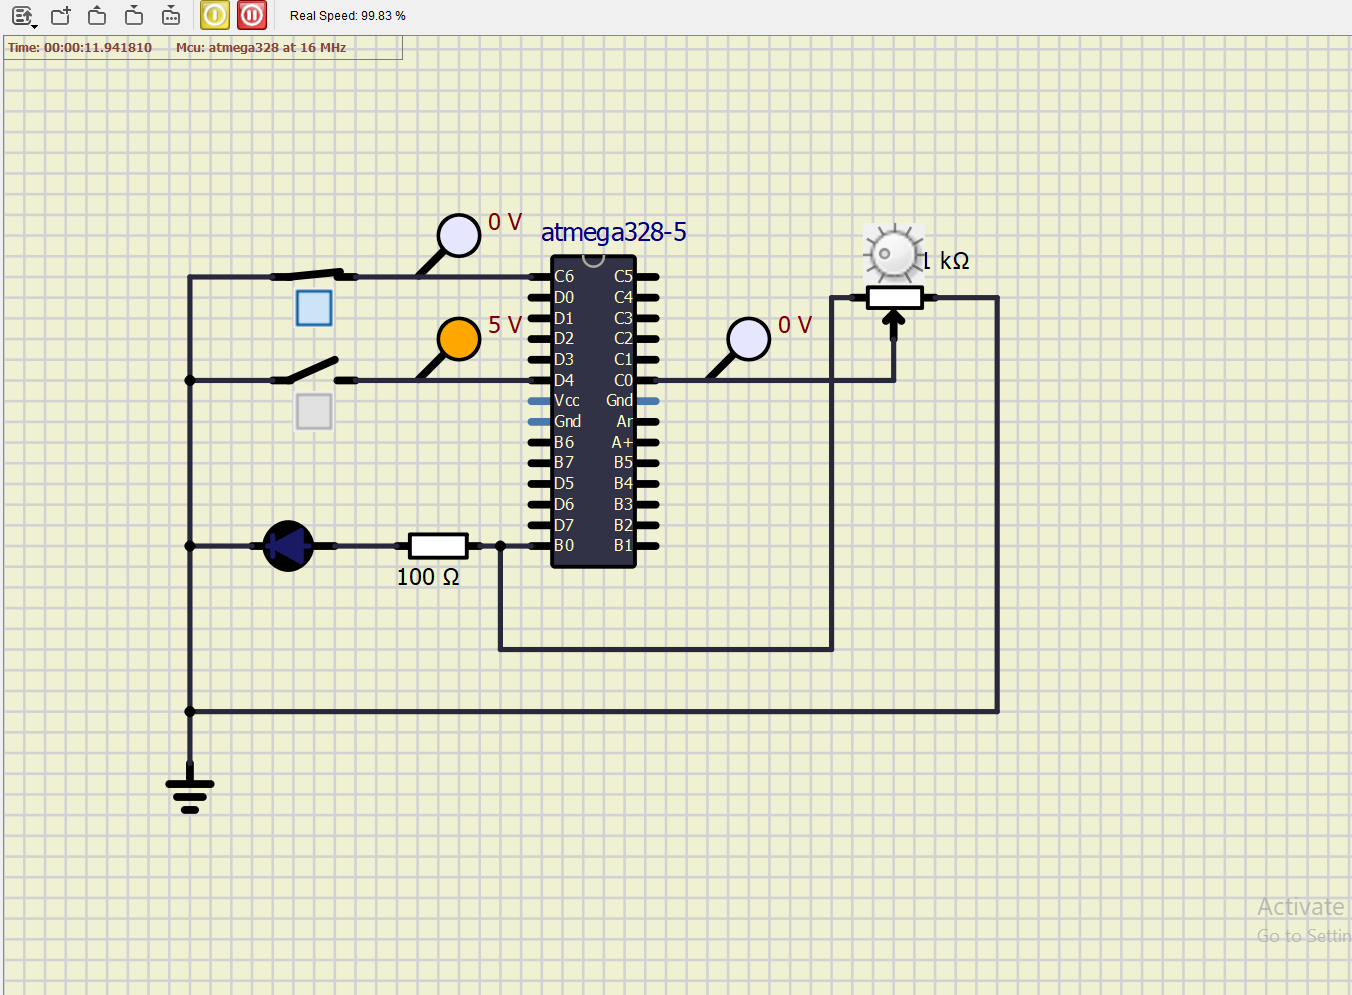 Real Speed: 99.83 %
Time: 00:00:11.941810 Mcu: atmega328 at 16 MHz
0 V
atmega328-5
1 kΩ
C6 C5
D0 C4
D1 C3
5 V
0 V
D2 C2
D3 C1
D4 C0
Vcc Gnd
Gnd Ar
B6 A+
B7 B5
D5 B4
D6 B3
D7 B2
B0 B1
100 Ω
Activate
Go to Settin